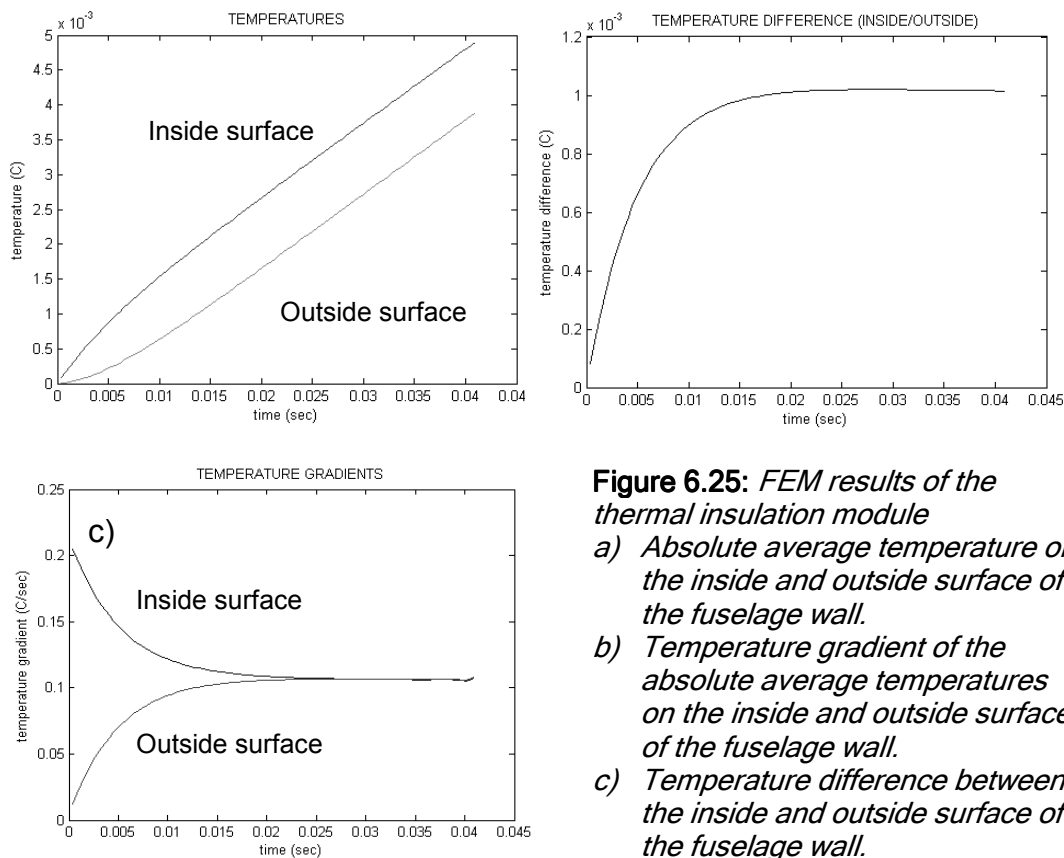 TEMPERATURES
x 10-3
5
4.5
4
3.5
3
2.5
2
1.5
1
0.5
0
temperature (C)
Inside surface
Outside surface
0 0.005 0.01 0.015 0.02 0.025 0.03 0.035 0.04 0.04
time (sec)
TEMPERATURE DIFFERENCE (INSIDE/OUTSIDE)
x 10-3
1.2
1
0.8
0.6
0.4
0.2
0
temperature difference (C)
0 0.005 0.01 0.015 0.02 0.025 0.03 0.035 0.04 0.045
time (sec)
TEMPERATURE GRADIENTS
0.25
0.2
0.15
0.1
0.05
0
temperature gradient (C/sec)
c)
Inside surface
Outside surface
0 0.005 0.01 0.015 0.02 0.025 0.03 0.035 0.04 0.045
time (sec)
Figure 6.25: FEM results of the
thermal insulation module
a) Absolute average temperature
the inside and outside surface of
the fuselage wall.
b) Temperature gradient of the
absolute average temperatures
on the inside and outside surface
of the fuselage wall.
c) Temperature difference between
the inside and outside surface of
the fuselage wall.